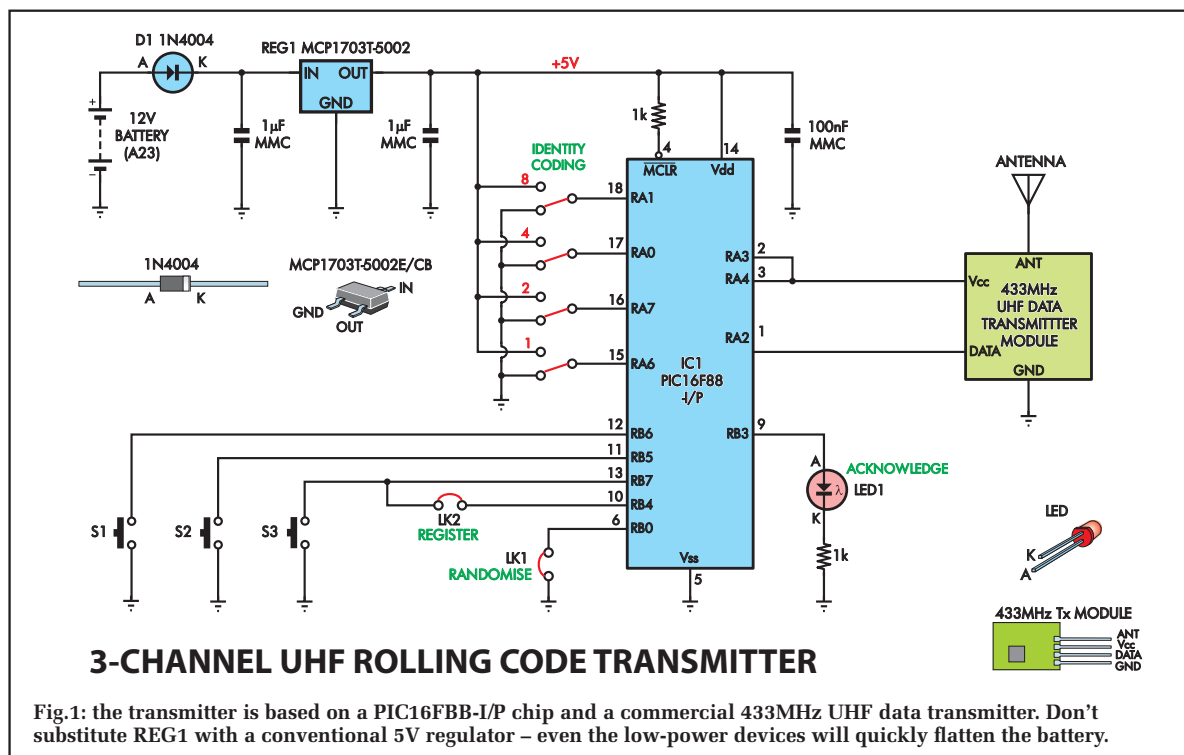 D1 1N4004
A
K
REG1 MCP1703T-5002
IN
OUT
GND
+
12V
BATTERY
(A23)
–
1µF
MMC
1µF
MMC
+5V
1k
100nF
MMC
4
14
MCLR
Vdd
IDENTITY
CODING
8
18
RA1
4
17
RA0
2
16
RA7
1
15
RA6
2
RA3
3
RA4
1
RA2
IC1
PIC16F88
-I/P
ANTENNA
ANT
Vcc
433MHz
UHF DATA
TRANSMITTTER
MODULE
DATA
GND
1N4004
A
K
MCP1703T-5002E/CB
IN
GND
OUT
12
RB6
11
RB5
13
RB7
10
RB4
6
RB0
9
RB3
Vss
5
S1
S2
S3
LK2
REGISTER
LK1
RANDOMISE
A
ACKNOWLEDGE
λ
LED1
K
1k
LED
K
A
433MHz Tx MODULE
ANT
Vcc
DATA
GND
3-CHANNEL UHF ROLLING CODE TRANSMITTER
Fig.1: the transmitter is based on a PIC16FBB-I/P chip and a commercial 433MHz UHF data transmitter. Don’t
substitute REG1 with a conventional 5V regulator – even the low-power devices will quickly flatten the battery.